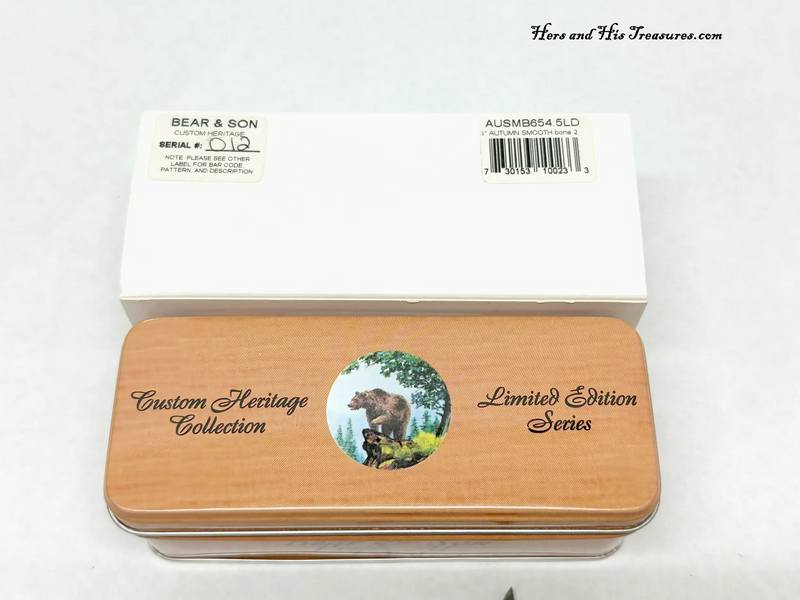 Hers and His Treasures.com
BEAR & SON
CUSTOM HERITAGE
SERIAL #: 012
NOTE: PLEASE SEE OTHER
LABEL FOR BAR CODE,
PATTERN, AND DESCRIPTION
AUSMB654.5LD
5" AUTUMN SMOOTH bone 2
7 30153 10023 3
Custom Heritage
Collection
Limited Edition
Series